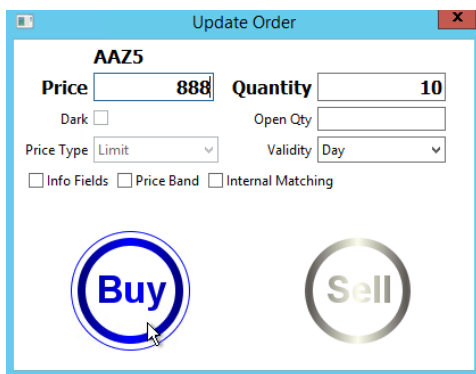 Update Order x
AAZ5
Price 888 Quantity 10
Dark Open Qty
Price Type Limit Validity Day
Info Fields Price Band Internal Matching
Buy Sell